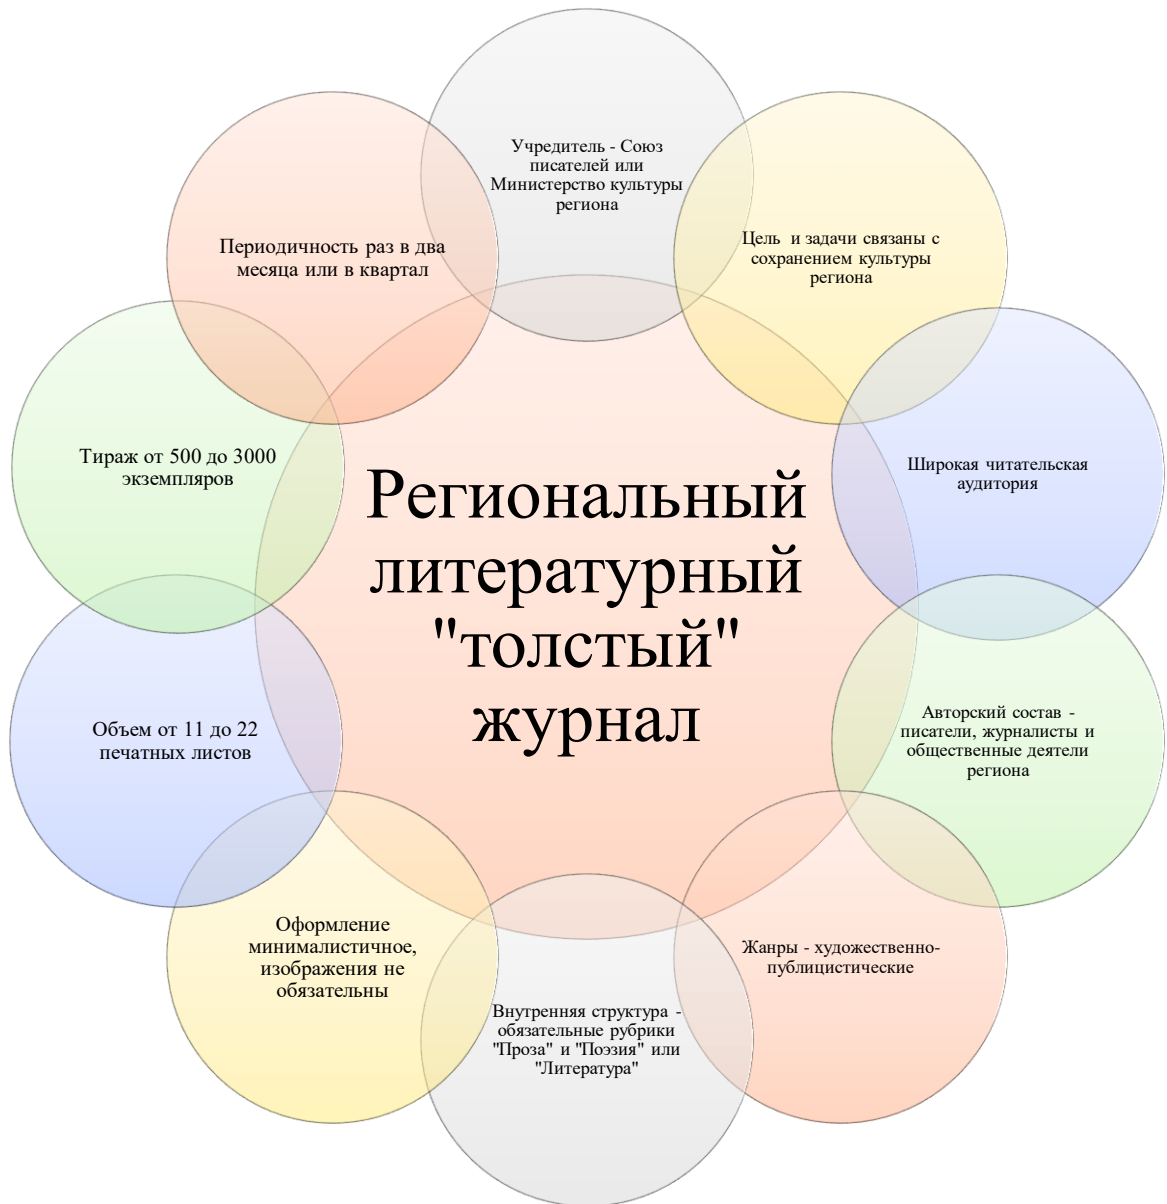 Учредитель - Союз
писателей или
Министерство культуры
региона
Цель и задачи связаны с
сохранением культуры
региона
Широкая читательская
аудитория
Авторский состав -
писатели, журналисты и
общественные деятели
региона
Жанры - художественно-
публицистические
Внутренняя структура -
обязательные рубрики
"Проза" и "Поэзия" или
"Литература"
Оформление
минималистичное,
изображения не
обязательны
Объем от 11 до 22
печатных листов
Тираж от 500 до 3000
экземпляров
Периодичность раз в два
месяца или в квартал
Региональный
литературный
"толстый"
журнал